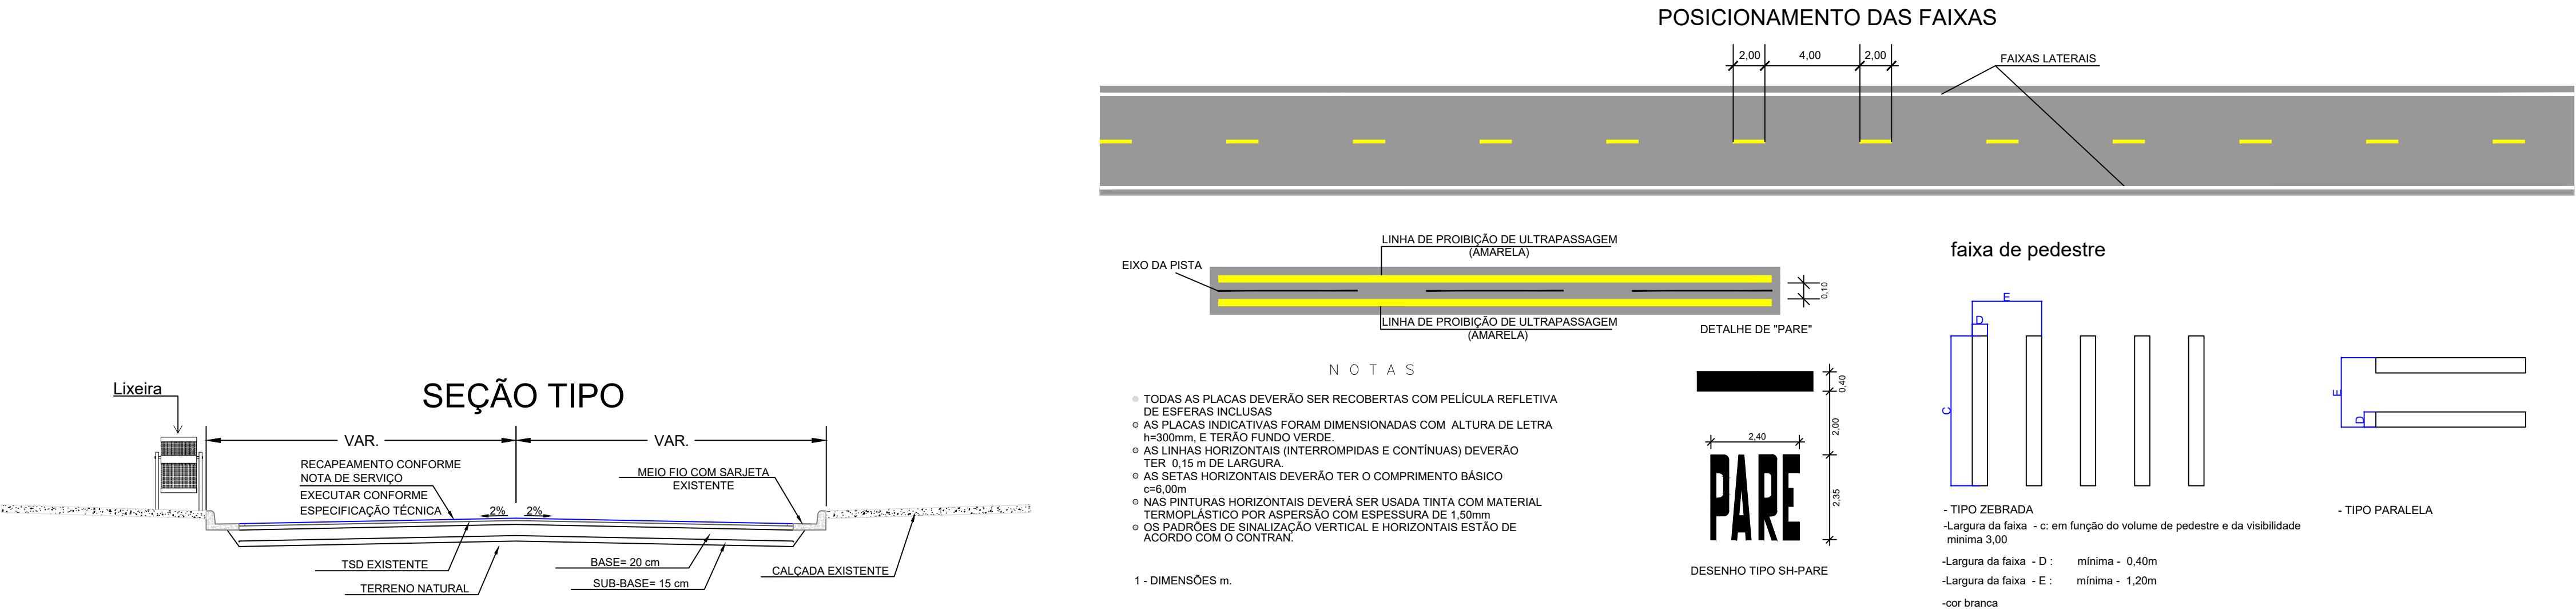 POSICIONAMENTO DAS FAIXAS
2,00
4,00
2,00
FAIXAS LATERAIS
LINHA DE PROIBIÇÃO DE ULTRAPASSAGEM
(AMARELA)
EIXO DA PISTA
0,10
LINHA DE PROIBIÇÃO DE ULTRAPASSAGEM
(AMARELA)
DETALHE DE "PARE"
0,40
2,00
2,40
PARE
2,35
DESENHO TIPO SH-PARE
N O T A S
TODAS AS PLACAS DEVERÃO SER RECOBERTAS COM PELÍCULA REFLETIVA
DE ESFERAS INCLUSAS
AS PLACAS INDICATIVAS FORAM DIMENSIONADAS COM ALTURA DE LETRA
h=300mm, E TERÃO FUNDO VERDE.
AS LINHAS HORIZONTAIS (INTERROMPIDAS E CONTÍNUAS) DEVERÃO
TER 0,15 m DE LARGURA.
AS SETAS HORIZONTAIS DEVERÃO TER O COMPRIMENTO BÁSICO
c=6,00m
NAS PINTURAS HORIZONTAIS DEVERÁ SER USADA TINTA COM MATERIAL
TERMOPLÁSTICO POR ASPERSÃO COM ESPESSURA DE 1,50mm
OS PADRÕES DE SINALIZAÇÃO VERTICAL E HORIZONTAIS ESTÃO DE
ACORDO COM O CONTRAN.
1 - DIMENSÕES m.
faixa de pedestre
E
D
C
E
D
- TIPO ZEBRADA
-Largura da faixa - c: em função do volume de pedestre e da visibilidade
minima 3,00
-Largura da faixa - D : mínima - 0,40m
-Largura da faixa - E : mínima - 1,20m
-cor branca
- TIPO PARALELA
Lixeira
SEÇÃO TIPO
VAR.
VAR.
RECAPEAMENTO CONFORME
NOTA DE SERVIÇO
EXECUTAR CONFORME
ESPECIFICAÇÃO TÉCNICA
2%
2%
MEIO FIO COM SARJETA
EXISTENTE
TSD EXISTENTE
TERRENO NATURAL
BASE= 20 cm
SUB-BASE= 15 cm
CALÇADA EXISTENTE